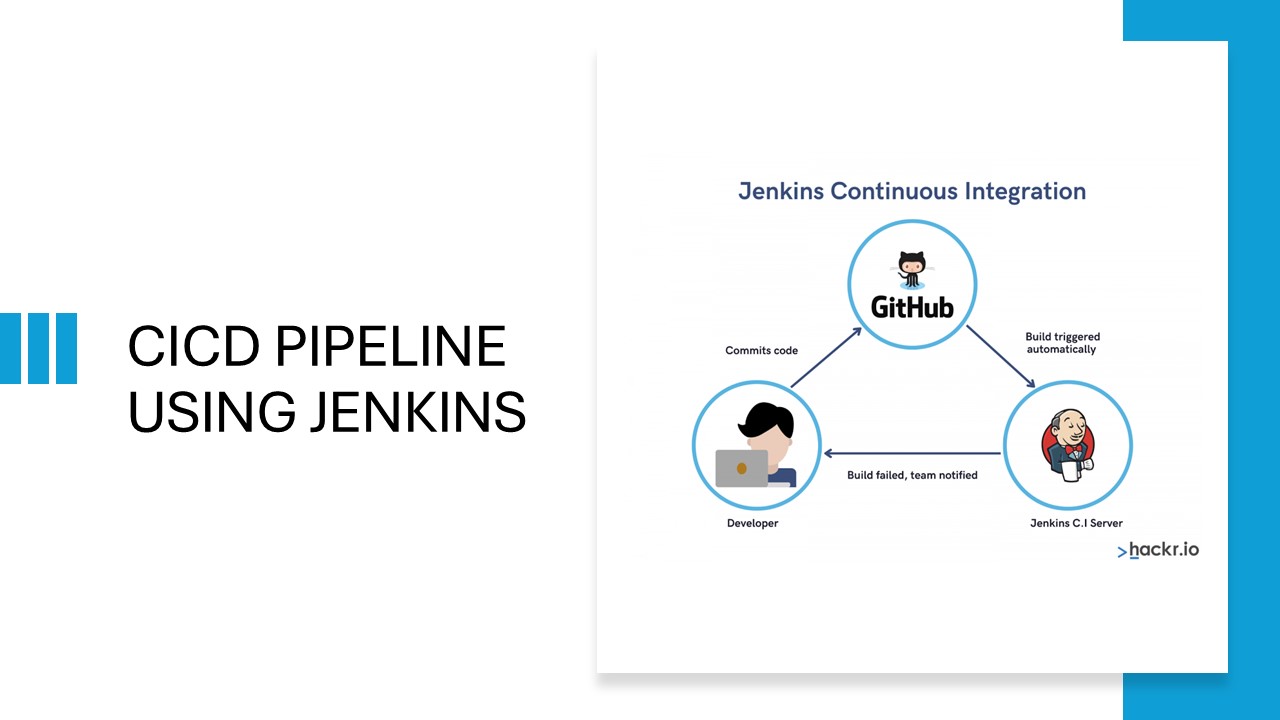 CICD PIPELINE
USING JENKINS
Jenkins Continuous Integration
GitHub
Commits code
Build triggered
automatically
Build failed, team notified
Developer
Jenkins C.I Server
>hackr.io